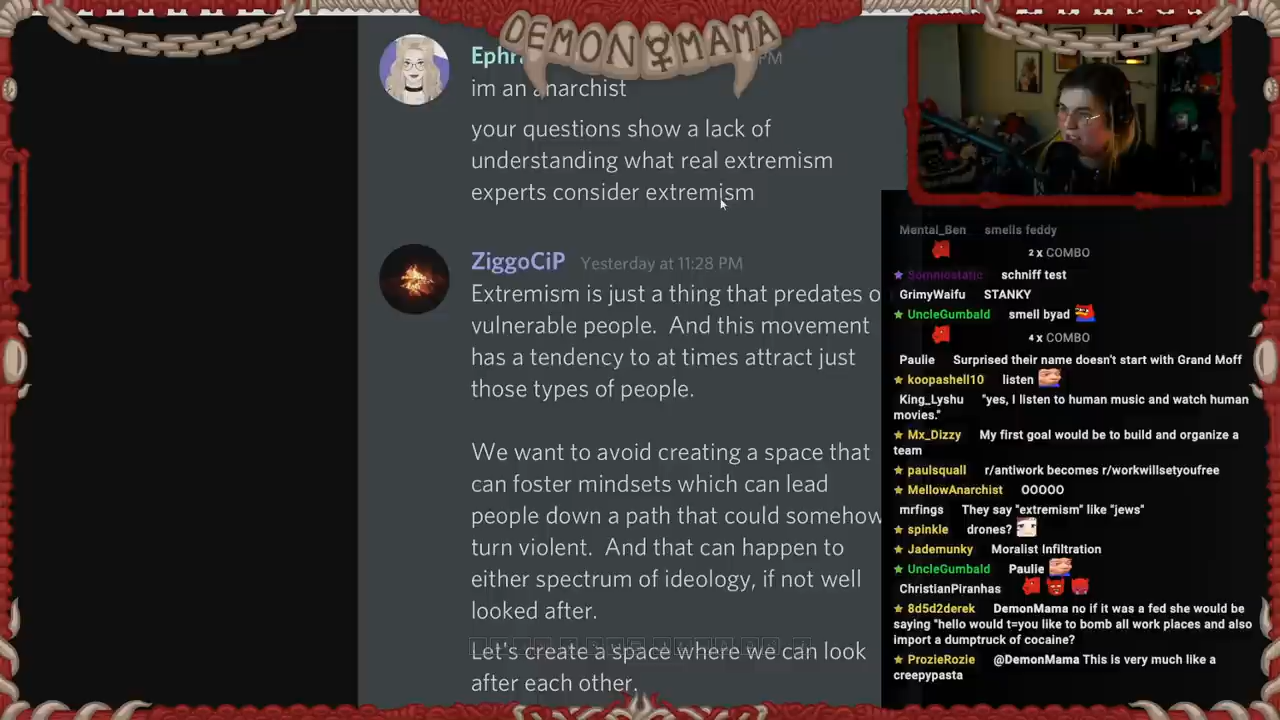 DEMON MAMA
Ephr
PM
im an anarchist
your questions show a lack of
understanding what real extremism
experts consider extremism
ZiggoCiP Yesterday at 11:28 PM
Extremism is just a thing that predates o
vulnerable people. And this movement
has a tendency to at times attract just
those types of people.
We want to avoid creating a space that
can foster mindsets which can lead
people down a path that could somehow
turn violent. And that can happen to
either spectrum of ideology, if not well
looked after.
Let's create a space where we can look
after each other.
Mental_Ben smells feddy
2 x COMBO
Somniostatic schniff test
GrimyWaifu STANKY
UncleGumbald smell byad
4 x COMBO
Paulie Surprised their name doesn't start with Grand Moff
koopashell10 listen
King_Lyshu "yes, I listen to human music and watch human
movies."
Mx_Dizzy My first goal would be to build and organize a
team
paulsquall r/antiwork becomes r/workwillsetyoufree
MellowAnarchist OOOOO
mrfings They say "extremism" like "jews"
spinkle drones?
Jademunky Moralist Infiltration
UncleGumbald Paulie
ChristianPiranhas
8d5d2derek DemonMama no if it was a fed she would be
saying "hello would t=you like to bomb all work places and also
import a dumptruck of cocaine?
ProzieRozie @DemonMama This is very much like a
creepypasta